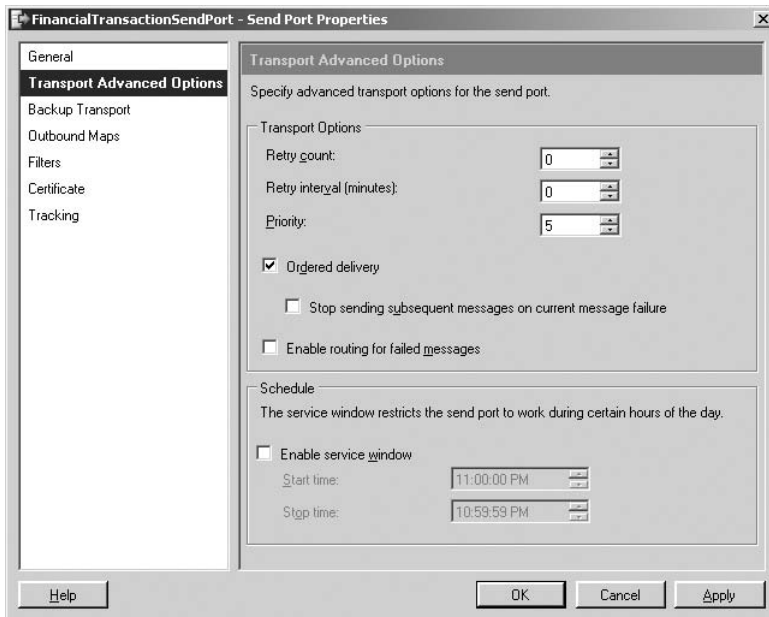 FinancialTransactionSendPort - Send Port Properties
General
Transport Advanced Options
Backup Transport
Outbound Maps
Filters
Certificate
Tracking
Transport Advanced Options
Specify advanced transport options for the send port.
Transport Options
Retry count:
0
Retry interval (minutes):
0
Priority:
5
Ordered delivery
Stop sending subsequent messages on current message failure
Enable routing for failed messages
Schedule
The service window restricts the send port to work during certain hours of the day.
Enable service window
Start time:
11:00:00 PM
Stop time:
10:59:59 PM
Help
OK
Cancel
Apply